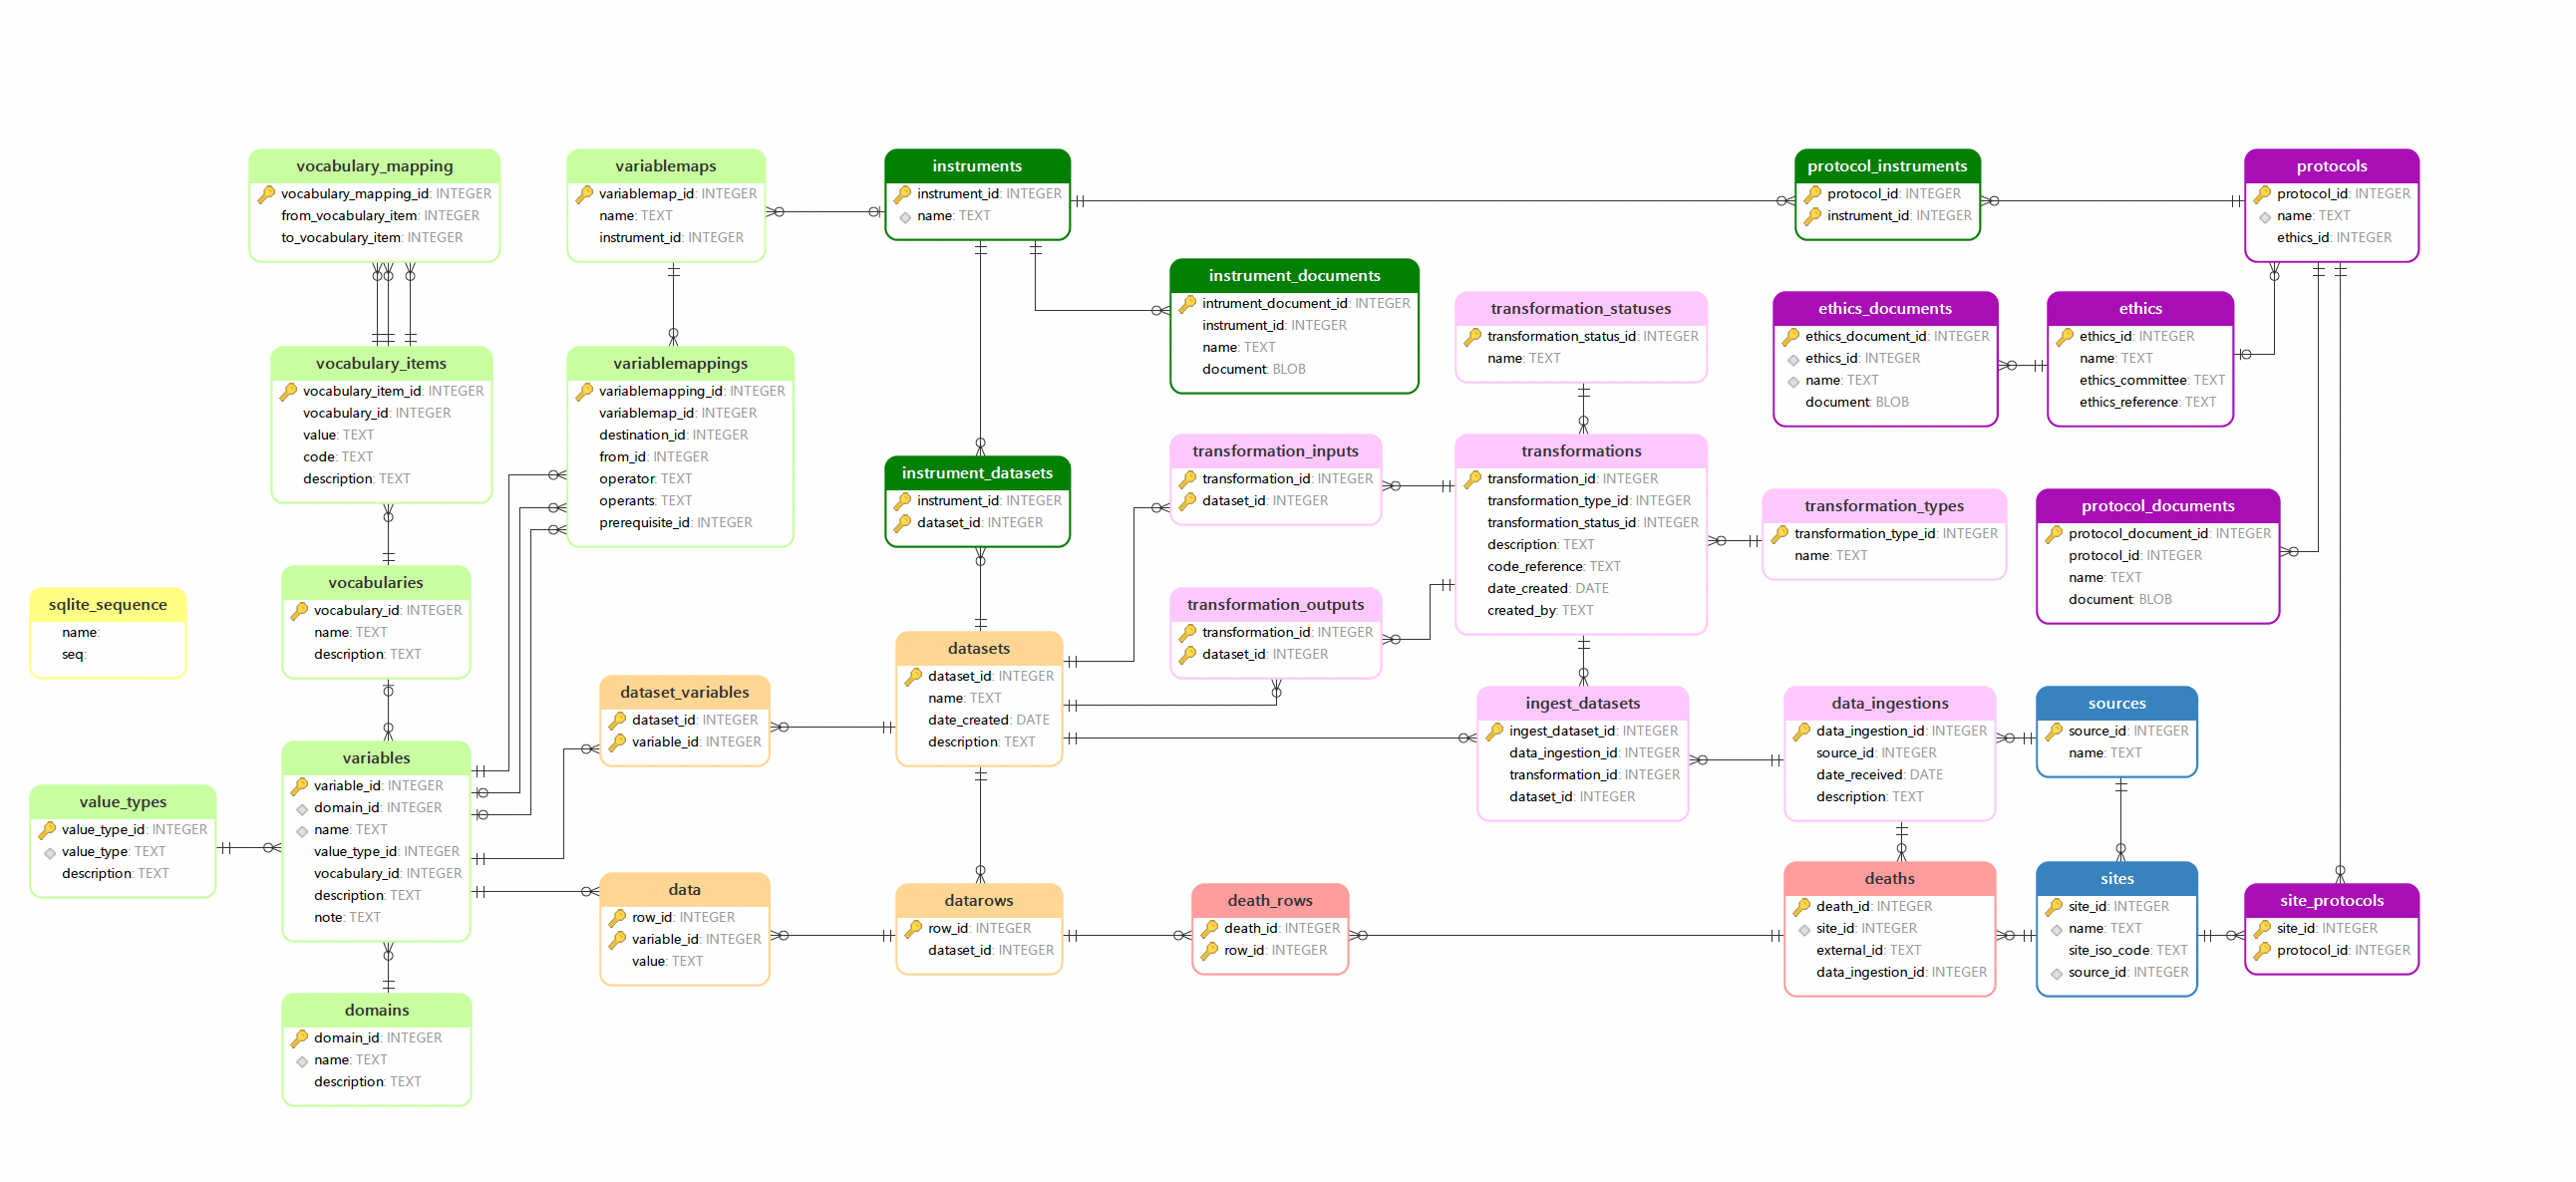 vocabulary_mapping
vocabulary_mapping_id: INTEGER
from_vocabulary_item: INTEGER
to_vocabulary_item: INTEGER
variablemaps
variablemap_id: INTEGER
name: TEXT
instrument_id: INTEGER
instruments
instrument_id: INTEGER
name: TEXT
protocol_instruments
protocol_id: INTEGER
instrument_id: INTEGER
protocols
protocol_id: INTEGER
name: TEXT
ethics_id: INTEGER
instrument_documents
intrument_document_id: INTEGER
instrument_id: INTEGER
name: TEXT
document: BLOB
transformation_statuses
transformation_status_id: INTEGER
name: TEXT
ethics_documents
ethics_document_id: INTEGER
ethics_id: INTEGER
name: TEXT
document: BLOB
ethics
ethics_id: INTEGER
name: TEXT
ethics_committee: TEXT
ethics_reference: TEXT
vocabulary_items
vocabulary_item_id: INTEGER
vocabulary_id: INTEGER
value: TEXT
code: TEXT
description: TEXT
variablemappings
variablemapping_id: INTEGER
variablemap_id: INTEGER
destination_id: INTEGER
from_id: INTEGER
operator: TEXT
operants: TEXT
prerequisite_id: INTEGER
instrument_datasets
instrument_id: INTEGER
dataset_id: INTEGER
transformation_inputs
transformation_id: INTEGER
dataset_id: INTEGER
transformations
transformation_id: INTEGER
transformation_type_id: INTEGER
transformation_status_id: INTEGER
description: TEXT
code_reference: TEXT
date_created: DATE
created_by: TEXT
transformation_types
transformation_type_id: INTEGER
name: TEXT
protocol_documents
protocol_document_id: INTEGER
protocol_id: INTEGER
name: TEXT
document: BLOB
sqlite_sequence
name:
seq:
vocabularies
vocabulary_id: INTEGER
name: TEXT
description: TEXT
transformation_outputs
transformation_id: INTEGER
dataset_id: INTEGER
datasets
dataset_id: INTEGER
name: TEXT
date_created: DATE
description: TEXT
dataset_variables
dataset_id: INTEGER
variable_id: INTEGER
ingest_datasets
ingest_dataset_id: INTEGER
data_ingestion_id: INTEGER
transformation_id: INTEGER
dataset_id: INTEGER
data_ingestions
data_ingestion_id: INTEGER
source_id: INTEGER
date_received: DATE
description: TEXT
sources
source_id: INTEGER
name: TEXT
value_types
value_type_id: INTEGER
value_type: TEXT
description: TEXT
variables
variable_id: INTEGER
domain_id: INTEGER
name: TEXT
value_type_id: INTEGER
vocabulary_id: INTEGER
description: TEXT
note: TEXT
data
row_id: INTEGER
variable_id: INTEGER
value: TEXT
datarows
row_id: INTEGER
dataset_id: INTEGER
death_rows
death_id: INTEGER
row_id: INTEGER
deaths
death_id: INTEGER
site_id: INTEGER
external_id: TEXT
data_ingestion_id: INTEGER
sites
site_id: INTEGER
name: TEXT
site_iso_code: TEXT
source_id: INTEGER
site_protocols
site_id: INTEGER
protocol_id: INTEGER
domains
domain_id: INTEGER
name: TEXT
description: TEXT